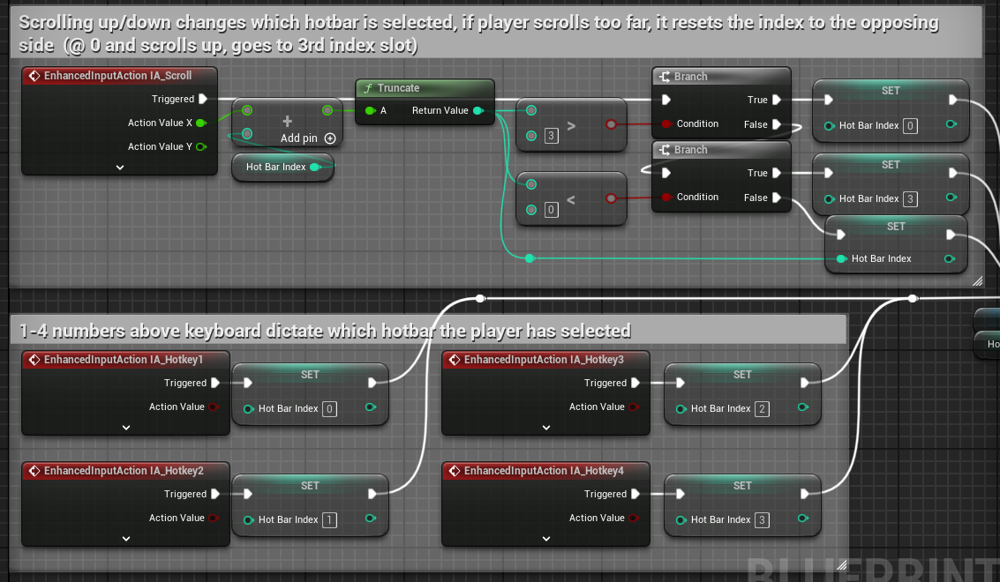 Scrolling up/down changes which hotbar is selected, if player scrolls too far, it resets the index to the opposing
side (@ 0 and scrolls up, goes to 3rd index slot)
EnhancedInputAction IA_Scroll
Triggered
Action Value X
Action Value Y
+
Add pin
Hot Bar Index
f Truncate
A Return Value
>
3
<
0
Branch
True
Condition False
Branch
True
Condition False
SET
Hot Bar Index 0
SET
Hot Bar Index 3
SET
Hot Bar Index
1-4 numbers above keyboard dictate which hotbar the player has selected
EnhancedInputAction IA_Hotkey1
Triggered
Action Value
SET
Hot Bar Index 0
EnhancedInputAction IA_Hotkey3
Triggered
Action Value
SET
Hot Bar Index 2
EnhancedInputAction IA_Hotkey2
Triggered
Action Value
SET
Hot Bar Index 1
EnhancedInputAction IA_Hotkey4
Triggered
Action Value
SET
Hot Bar Index 3
Ho
BLUEPRINT